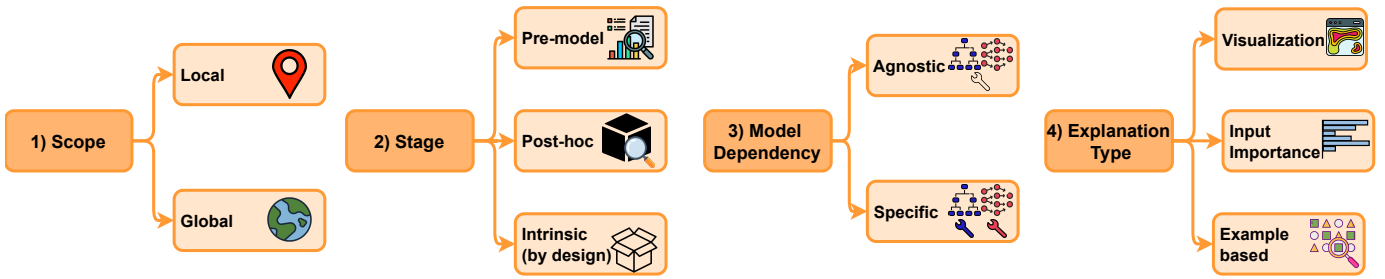 1) Scope
Local
Global
2) Stage
Pre-model
Post-hoc
Intrinsic
(by design)
3) Model
Dependency
Agnostic
Specific
4) Explanation
Type
Visualization
Input
Importance
Example
based